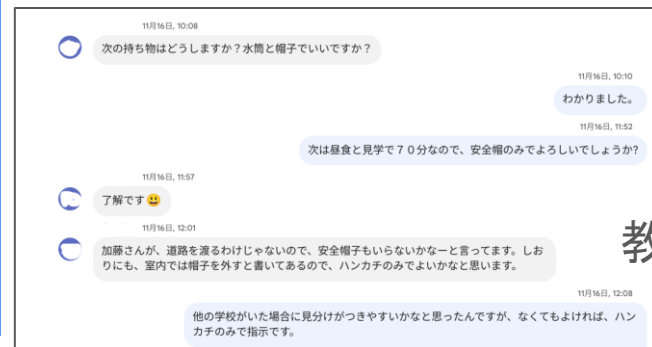 11月16日, 10:08
次の持ち物はどうしますか？水筒と帽子でいいですか？
11月16日, 10:10
わかりました。
11月16日, 11:52
次は昼食と見学で７０分なので、安全帽のみでよろしいでしょうか?
11月16日, 11:57
了解です😃
11月16日, 12:01
加藤さんが、道路を渡るわけじゃないので、安全帽子もいらないかなーと言ってます。しお
りにも、室内では帽子を外すと書いてあるので、ハンカチのみでよいかなと思います。
教
11月16日, 12:08
他の学校がいた場合に見分けがつきやすいかなと思ったんですが、なくてもよければ、ハン
カチのみで指示です。